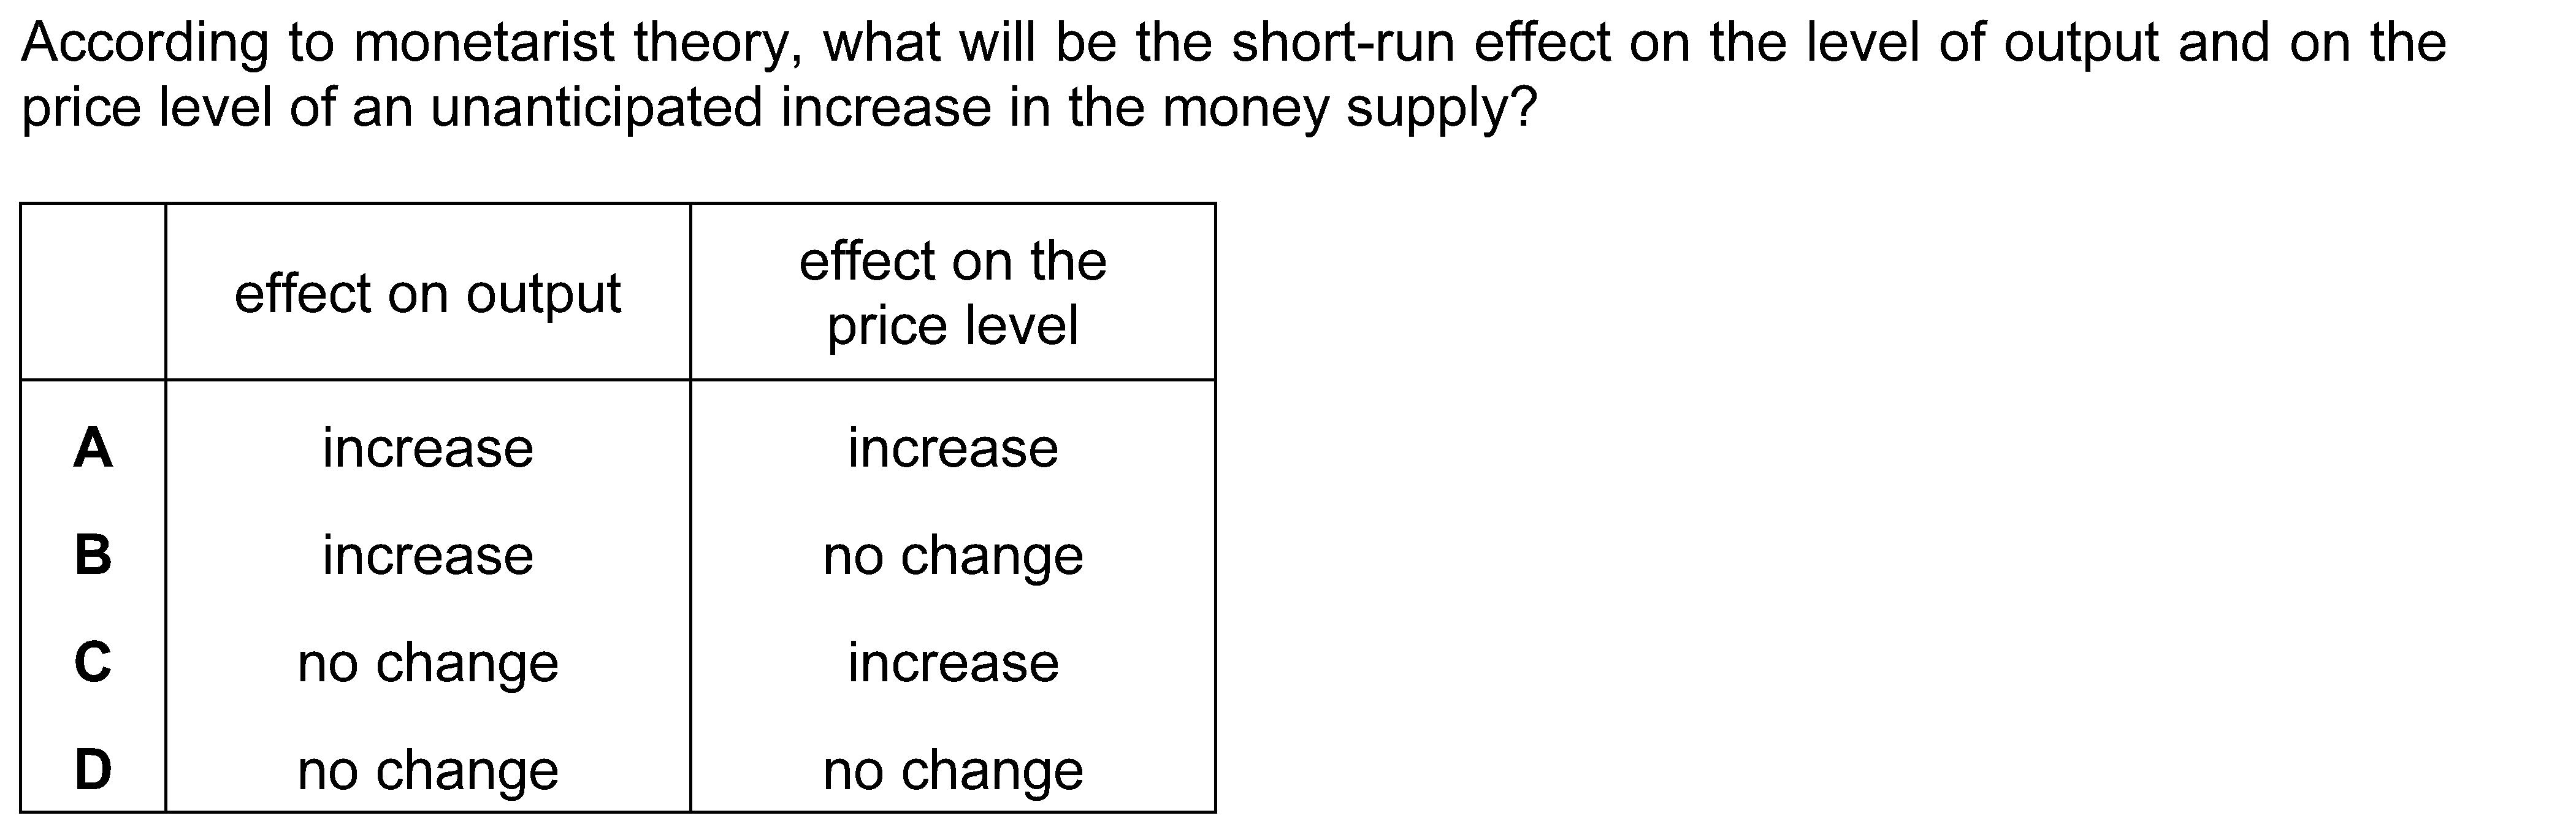 According to monetarist theory, what will be the short-run effect on the level of output and on the
price level of an unanticipated increase in the money supply?
effect on output
effect on the
price level
A increase increase
B increase no change
C no change increase
D no change no change